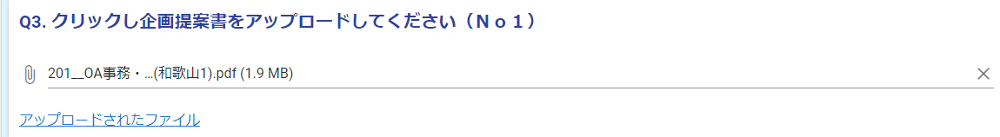 Q3. クリックし企画提案書をアップロードしてください（Ｎｏ１）
201__OA事務・...(和歌山1).pdf (1.9 MB)
アップロードされたファイル